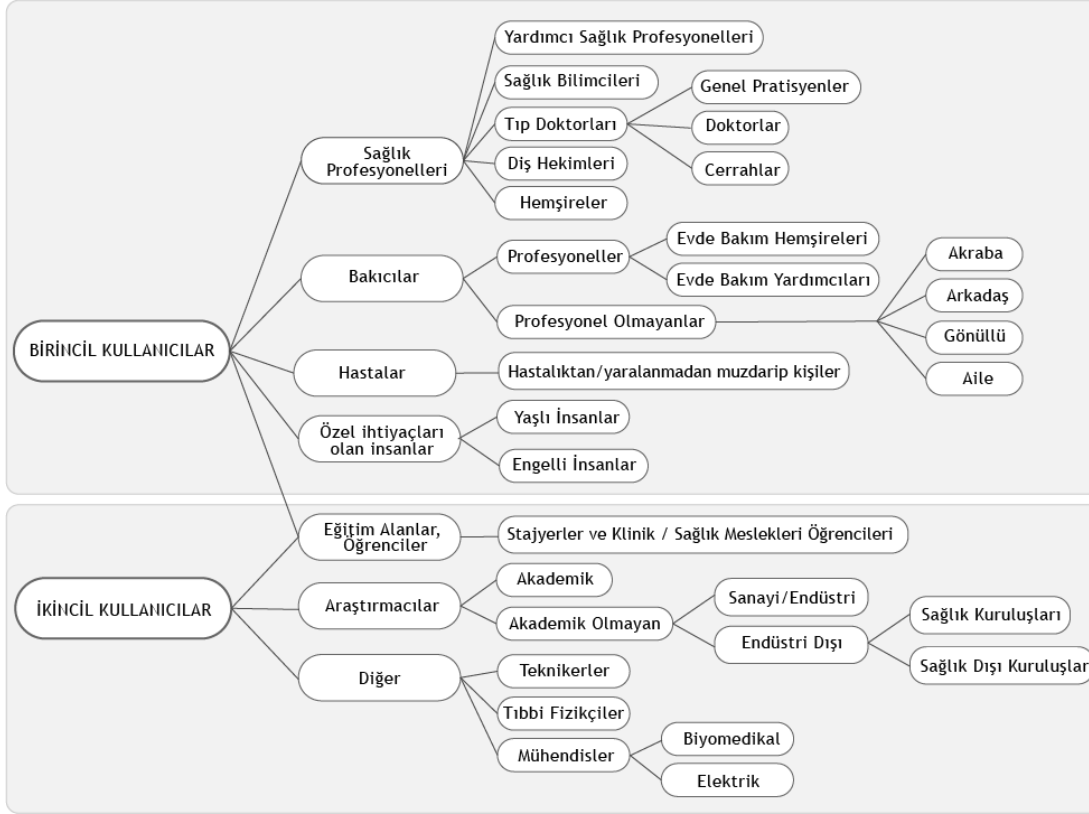 Yardımcı Sağlık Profesyonelleri
Sağlık Bilimcileri
Genel Pratisyenler
Tıp Doktorları
Doktorlar
Sağlık
Profesyonelleri
Diş Hekimleri
Cerrahlar
Hemşireler
Evde Bakım Hemşireleri
Profesyoneller
Akraba
Bakıcılar
Evde Bakım Yardımcıları
Arkadaş
Profesyonel Olmayanlar
Gönüllü
BİRİNCİL KULLANICILAR
Hastalar
Hastalıktan/yaralanmadan muzdarip kişiler
Aile
Özel ihtiyaçları
olan insanlar
Yaşlı İnsanlar
Engelli İnsanlar
Eğitim Alanlar,
Öğrenciler
Stajyerler ve Klinik / Sağlık Meslekleri Öğrencileri
Akademik
İKİNCİL KULLANICILAR
Araştırmacılar
Sanayi/Endüstri
Akademik Olmayan
Sağlık Kuruluşları
Endüstri Dışı
Sağlık Dışı Kuruluşlar
Diğer
Teknikerler
Tıbbi Fizikçiler
Biyomedikal
Mühendisler
Elektrik